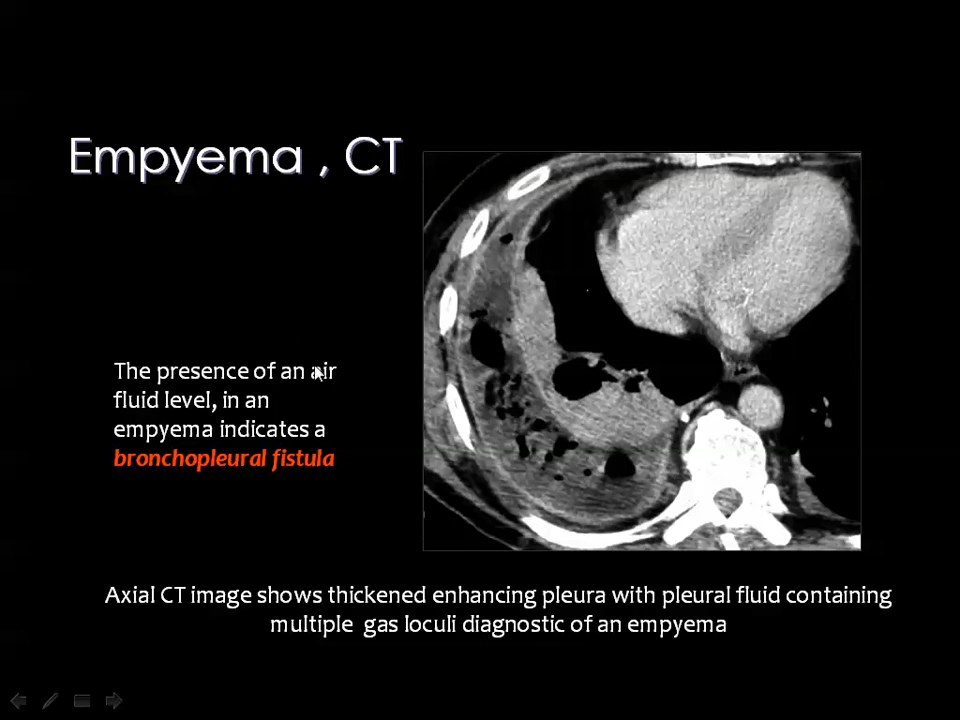 Empyema , CT
The presence of an air
fluid level, in an
empyema indicates a
bronchopleural fistula
Axial CT image shows thickened enhancing pleura with pleural fluid containing
multiple gas loculi diagnostic of an empyema